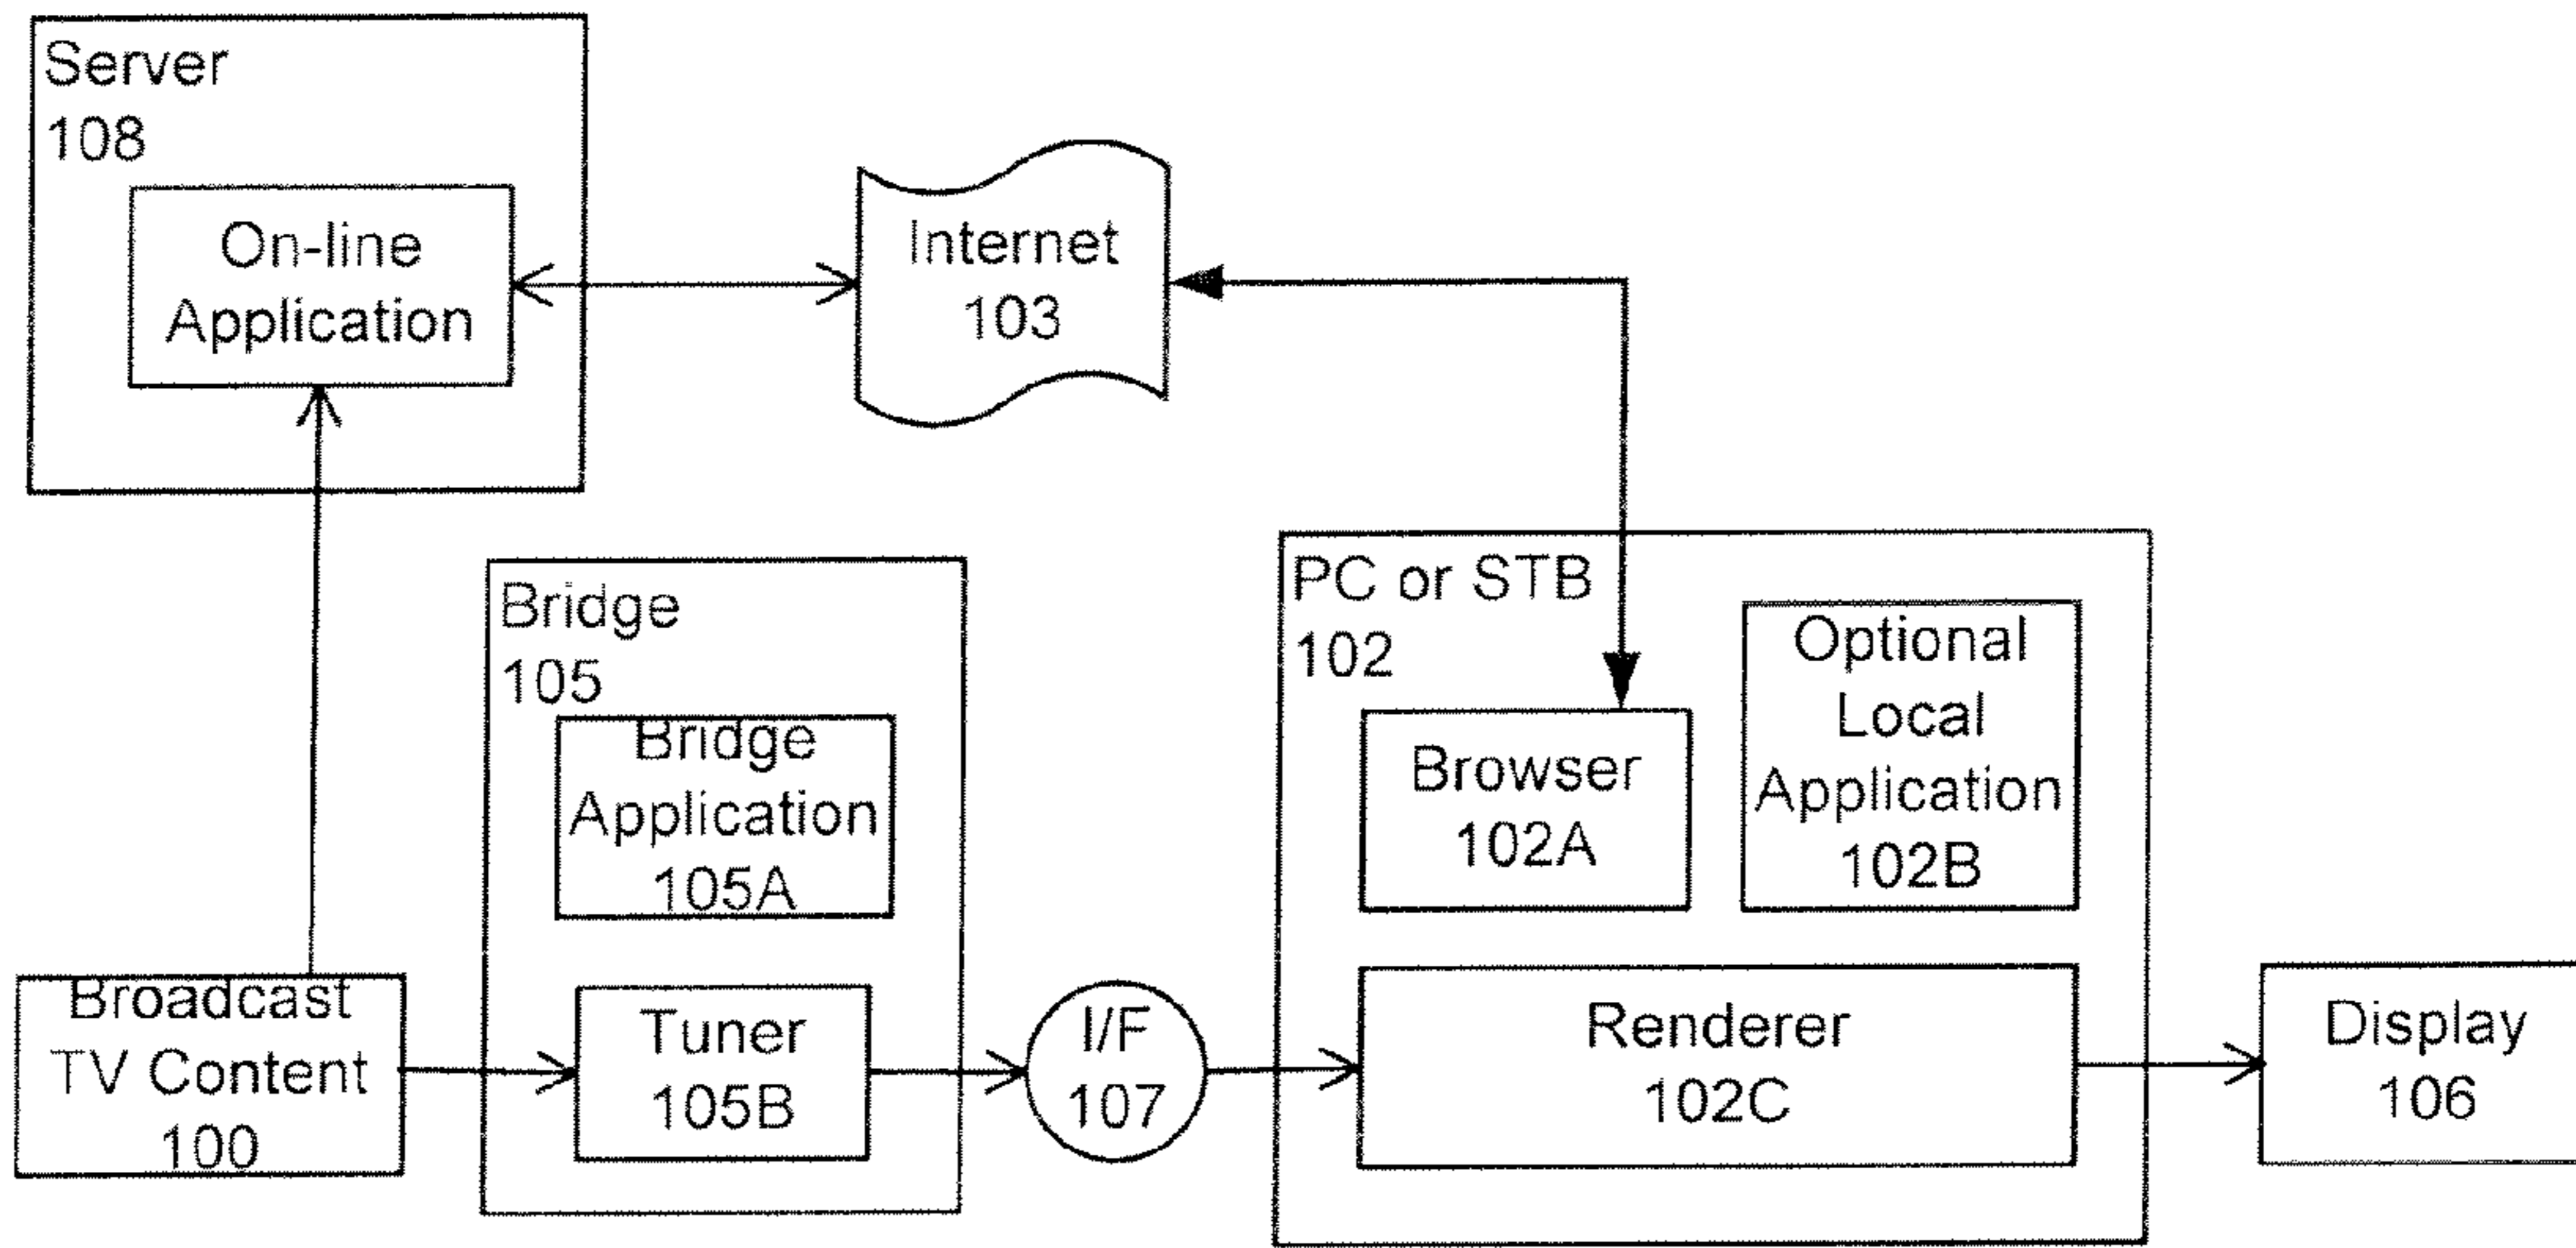 Server
108
On-line
Application
Internet
103
Bridge
105
Bridge
Application
105A
PC or STB
102
Optional
Local
Application
102B
Browser
102A
Broadcast
TV Content
100
Tuner
105B
I/F
107
Renderer
102C
Display
106